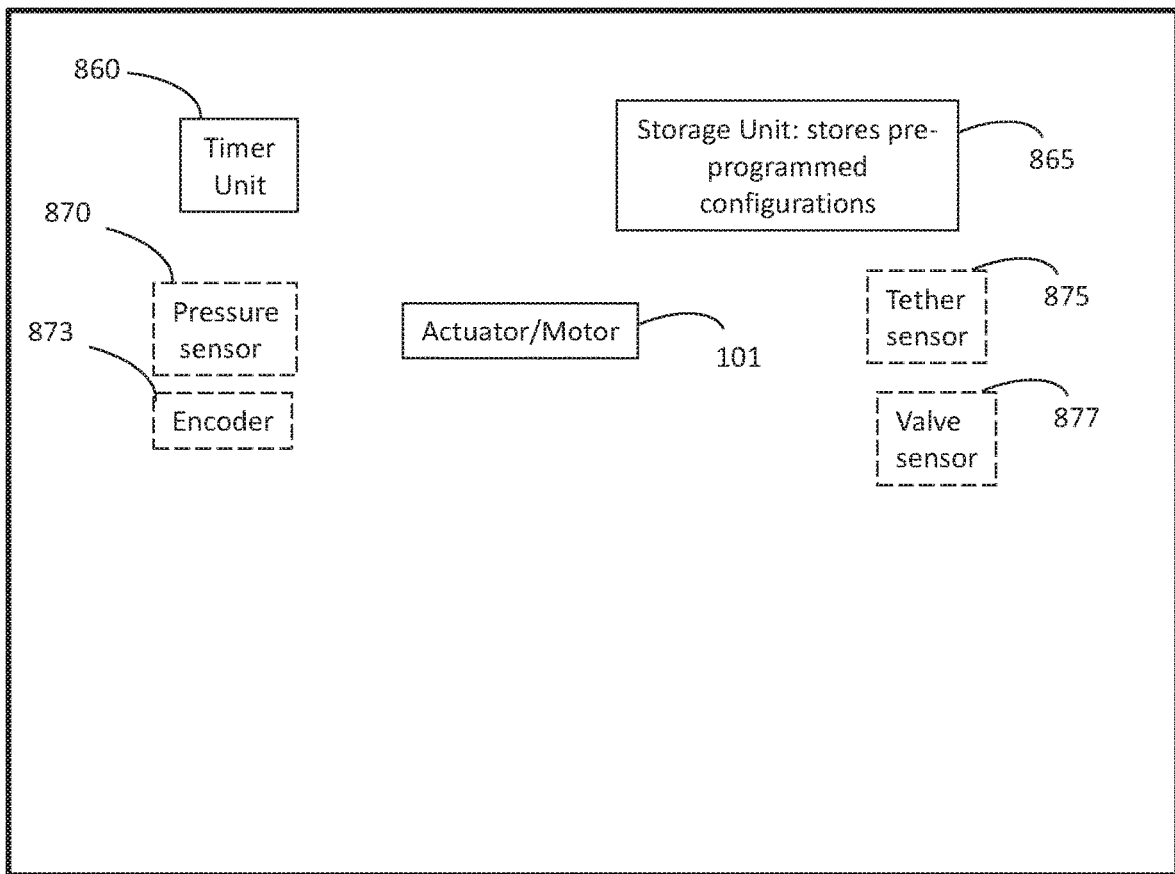 860
Timer
Unit
Storage Unit: stores pre-
programmed
configurations
865
870
Pressure
sensor
873
Encoder
Actuator/Motor
101
Tether
sensor
875
Valve
sensor
877